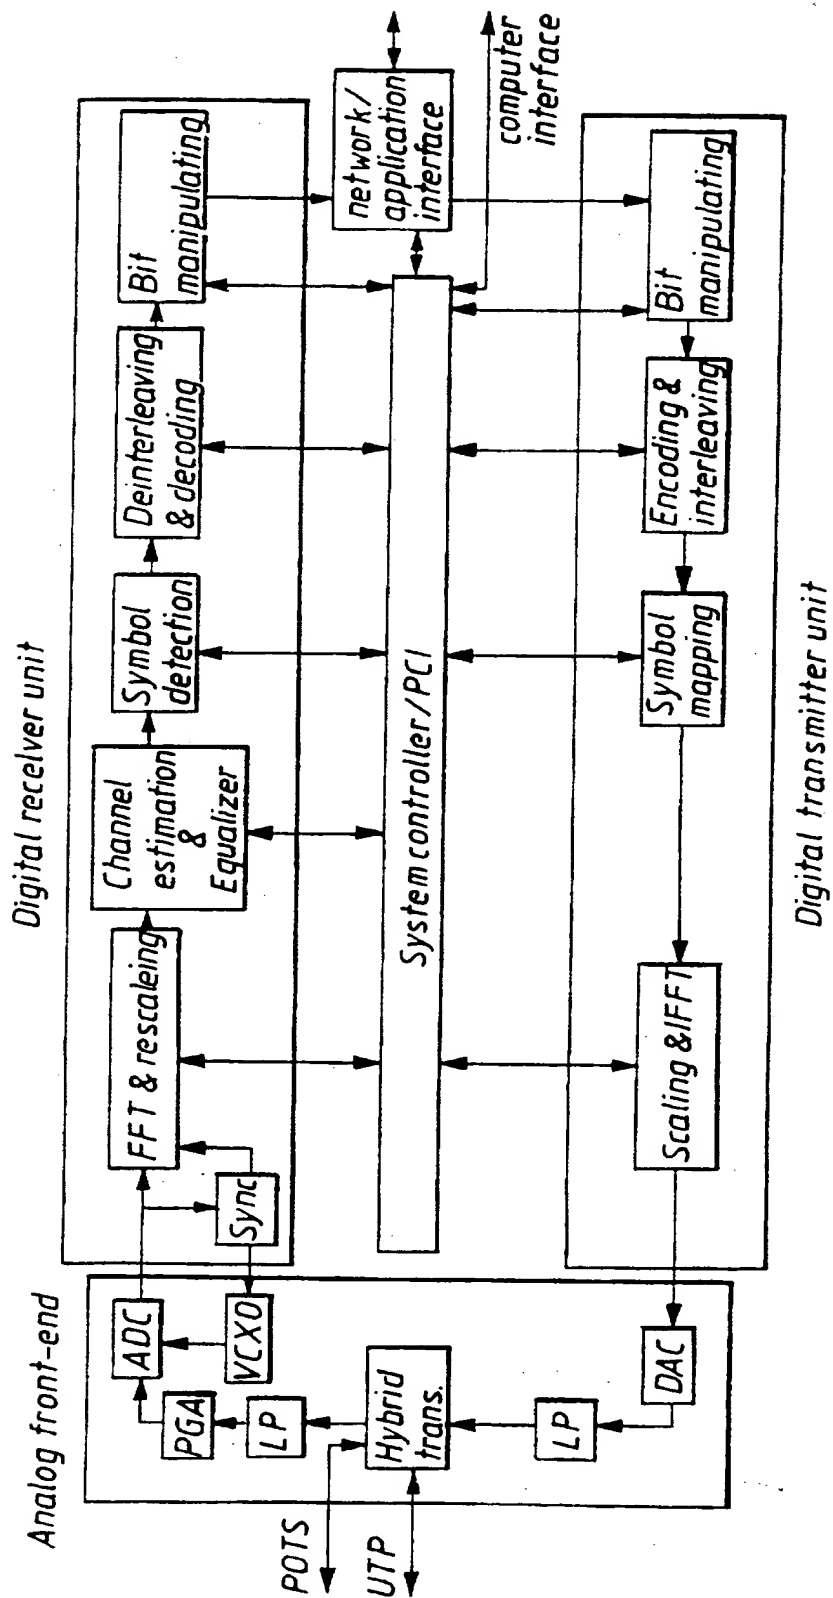 Analog front-end
Digital receiver unit
ADC
PGA
LP
VCXO
Hybrid
trans.
LP
DAC
POTS
UTP
Sync
FFT & rescaleing
Channel
estimation
&
Equalizer
Symbol
detection
Deinterleaving
& decoding
Bit
manipulating
System controller/PCI
network/
application
interface
computer
interface
Scaling &IFFT
Symbol
mapping
Encoding &
interleaving
Bit
manipulating
Digital transmitter unit